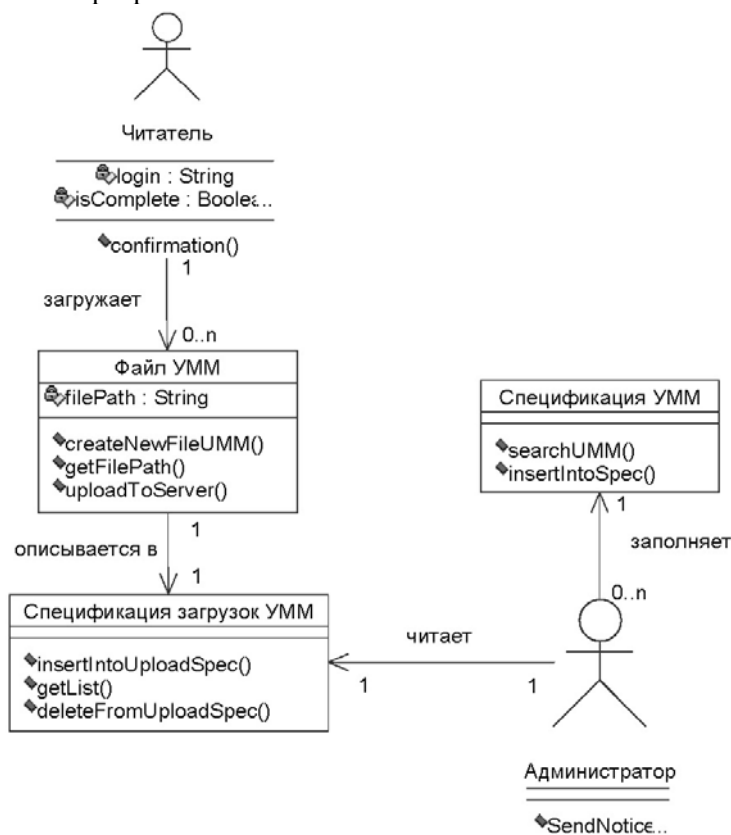 Читатель
login : String
isComplete : Boolea...
confirmation()
1
загружает
0..n
Файл УММ
filePath : String
createNewFileUMM()
getFilePath()
uploadToServer()
1
описывается в
1
Спецификация загрузок УММ
insertIntoUploadSpec()
getList()
deleteFromUploadSpec()
Спецификация УММ
searchUMM()
insertIntoSpec()
1
заполняет
0..n
читает
1
1
Администратор
SendNotice...